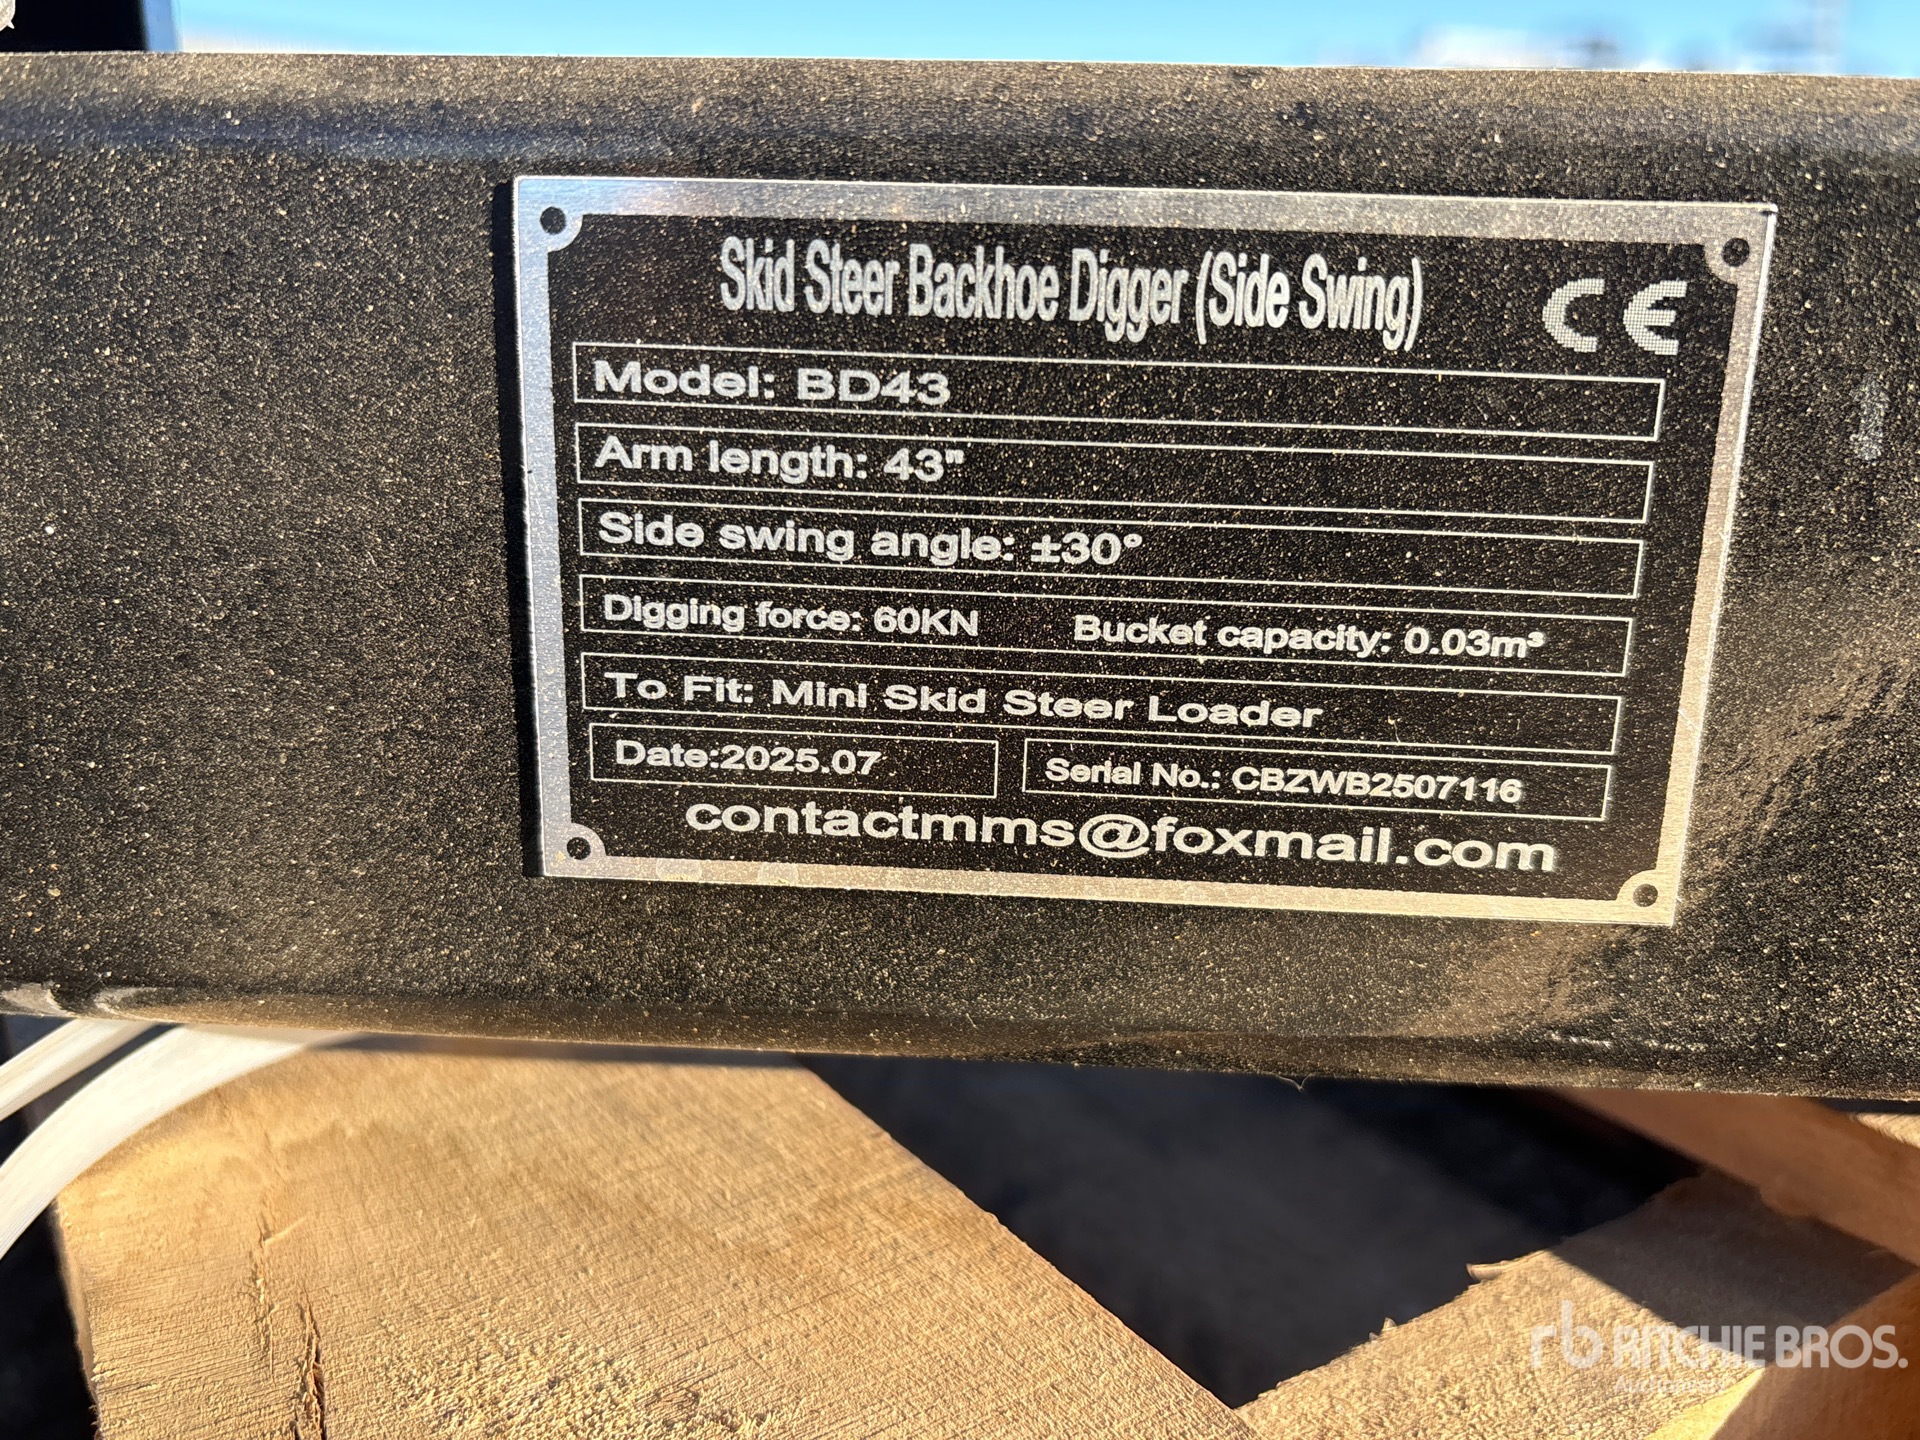 Skid Steer Backhoe Digger (Side Swing) CE
Model: BD43
Arm length: 43"
Side swing angle: ±30°
Digging force: 60KN Bucket capacity: 0.03m³
To Fit: Mini Skid Steer Loader
Date:2025.07 Serial No.: CBZWB2507116
contactmms@foxmail.com
rb RITCHIE BROS.
Auctioneers